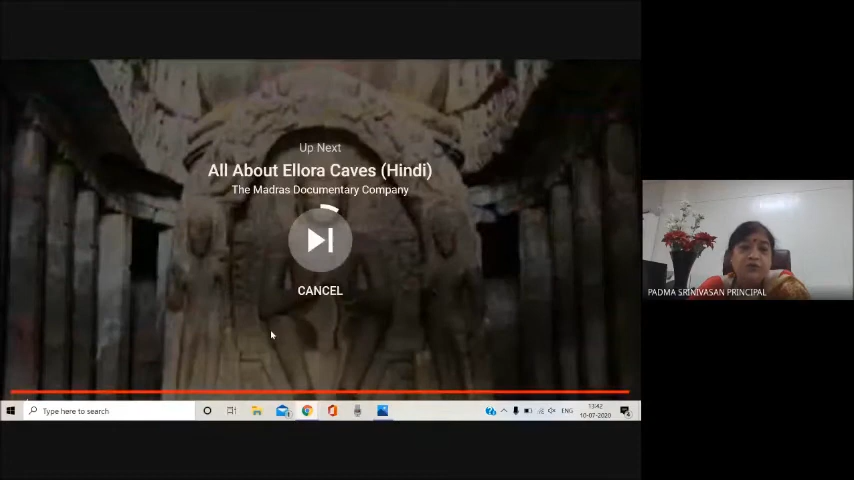 Up Next
All About Ellora Caves (Hindi)
The Madras Documentary Company
CANCEL
PADMA SRINIVASAN PRINCIPAL
Type here to search
ENG
13:42
10-07-2020